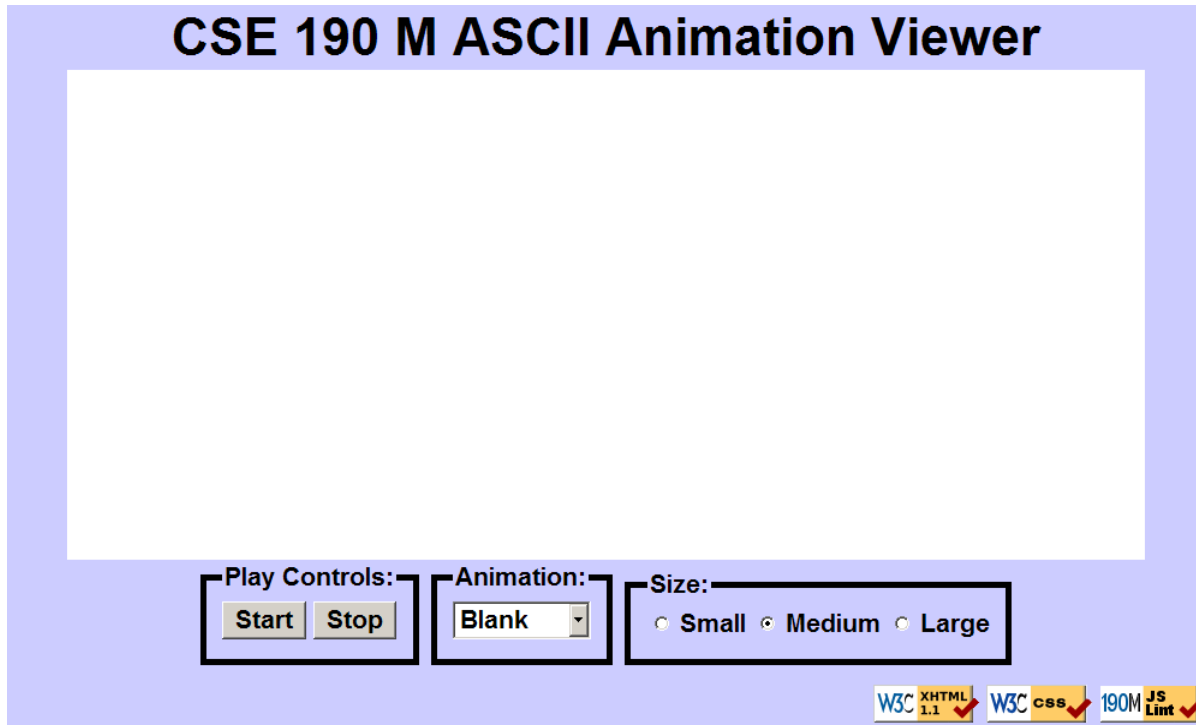 CSE 190 M ASCII Animation Viewer
Play Controls:
Start Stop
Animation:
Blank
Size:
Small Medium Large
W3C XHTML 1.1
W3C css
190M JS Lint